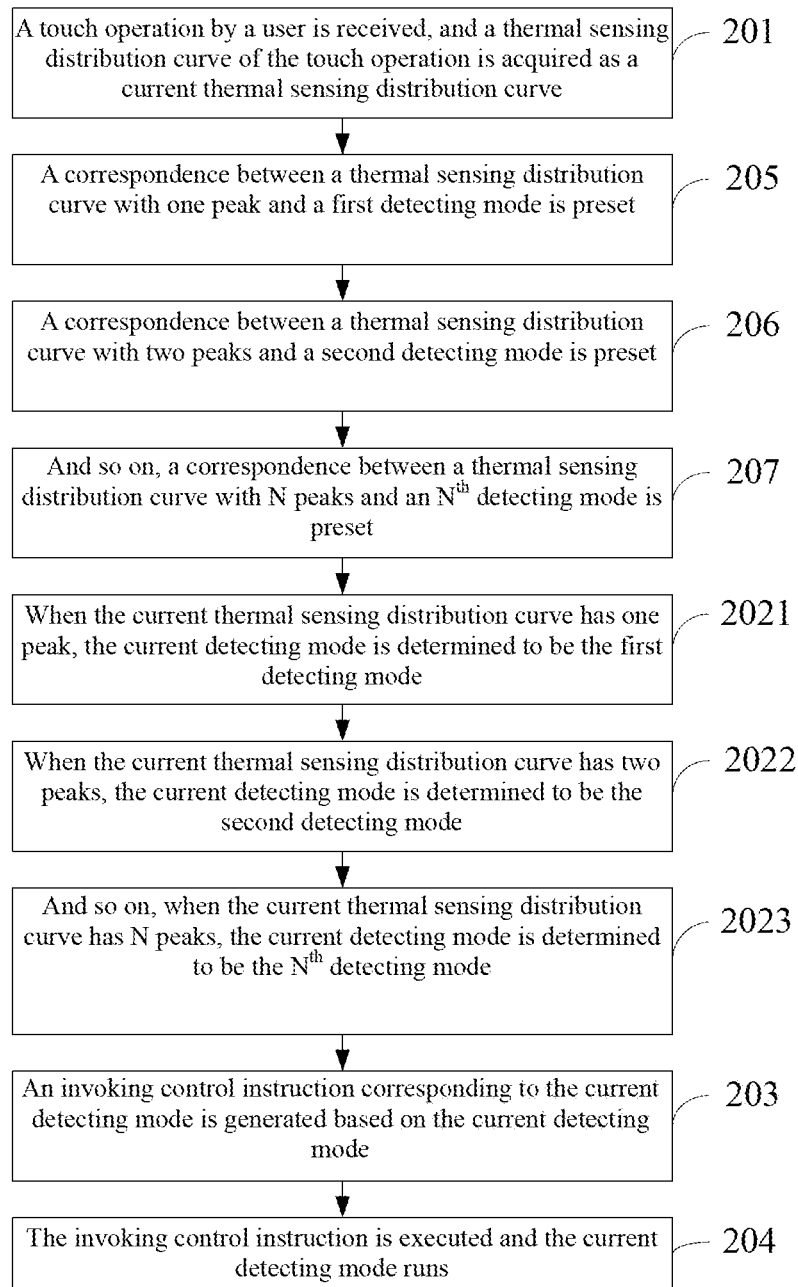 A touch operation by a user is received, and a thermal sensing
distribution curve of the touch operation is acquired as a
current thermal sensing distribution curve
201
A correspondence between a thermal sensing distribution
curve with one peak and a first detecting mode is preset
205
A correspondence between a thermal sensing distribution
curve with two peaks and a second detecting mode is preset
206
And so on, a correspondence between a thermal sensing
distribution curve with N peaks and an Nth detecting mode is
preset
207
When the current thermal sensing distribution curve has one
peak, the current detecting mode is determined to be the first
detecting mode
2021
When the current thermal sensing distribution curve has two
peaks, the current detecting mode is determined to be the
second detecting mode
2022
And so on, when the current thermal sensing distribution
curve has N peaks, the current detecting mode is determined
to be the Nth detecting mode
2023
An invoking control instruction corresponding to the current
detecting mode is generated based on the current detecting
mode
203
The invoking control instruction is executed and the current
detecting mode runs
204